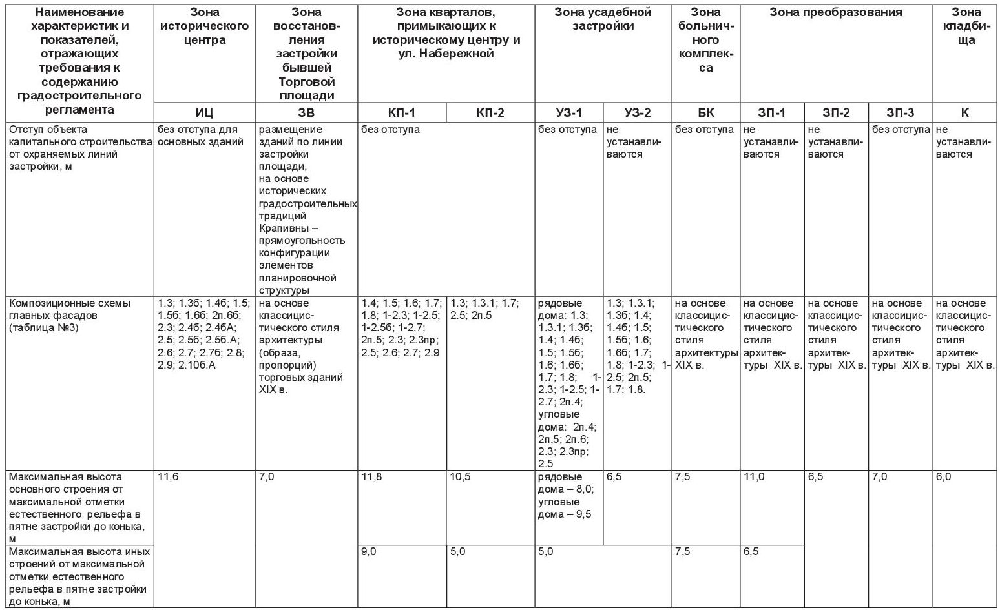 Наименование
характеристик и
показателей,
отражающих
требования к
содержанию
градостроительного
регламента
Зона
исторического
центра
Зона
восстанов-
ления
застройки
бывшей
Торговой
площади
Зона кварталов,
примыкающих к
историческому центру и
ул. Набережной
Зона усадебной
застройки
Зона
больнич-
ного
комплек-
са
Зона преобразования
Зона
кладби-
ща
ИЦ
ЗВ
КП-1
КП-2
УЗ-1
УЗ-2
БК
ЗП-1
ЗП-2
ЗП-3
К
Отступ объекта
капитального строительства
от охраняемых линий
застройки, м
без отступа для
основных зданий
размещение
зданий по линии
застройки
площади,
на основе
исторических
градостроительных
традиций
Крапивны –
прямоугольность
конфигурации
элементов
планировочной
структуры
без отступа
без отступа
не
устанавли-
ваются
без отступа
не
устанавли-
ваются
не
устанавли-
ваются
без отступа
не
устанавли-
ваются
Композиционные схемы
главных фасадов
(таблица №3)
1.3; 1.3б; 1.4б; 1.5;
1.5б; 1.6б; 2п.6б;
2.3; 2.4б; 2.4бА;
2.5; 2.5б; 2.5б.А;
2.6; 2.7; 2.7б; 2.8;
2.9; 2.10б.А
на основе
классицис-
тического стиля
архитектуры
(образа,
пропорций)
торговых зданий
XIX в.
1.4; 1.5; 1.6; 1.7;
1.8; 1-2.3; 1-2.5;
1-2.5б; 1-2.7;
2п.5; 2.3; 2.3пр;
2.5; 2.6; 2.7; 2.9
1.3; 1.3.1; 1.7;
2.5; 2п.5
рядовые
дома: 1.3;
1.3.1; 1.3б;
1.4; 1.4б;
1.5; 1.5б;
1.6; 1.6б;
1.7; 1.8; 1-
2.3; 1-2.5; 1-
2.7; 2п.4;
угловые
дома: 2п.4;
2п.5; 2п.6;
2.3; 2.3пр;
2.5
1.3; 1.3.1;
1.3б; 1.4;
1.4б; 1.5;
1.5б; 1.6;
1.6б; 1.7;
1.8; 1-2.3; 1-
2.5; 2п.5;
1.7; 1.8.
на основе
классицис-
тического
стиля
архитектуры
XIX в.
на основе
классицис-
тического
стиля
архитек-
туры XIX в.
на основе
классицис-
тического
стиля
архитек-
туры XIX в.
на основе
классицис-
тического
стиля
архитек-
туры XIX в.
на основе
классицис-
тического
стиля
архитек-
туры XIX в.
Максимальная высота
основного строения от
максимальной отметки
естественного рельефа в
пятне застройки до конька,
м
11,6
7,0
11,8
10,5
рядовые
дома – 8,0;
угловые
дома – 9,5
6,5
7,5
11,0
6,5
7,0
6,0
Максимальная высота иных
строений от максимальной
отметки естественного
рельефа в пятне застройки
до конька, м
9,0
5,0
5,0
7,5
6,5